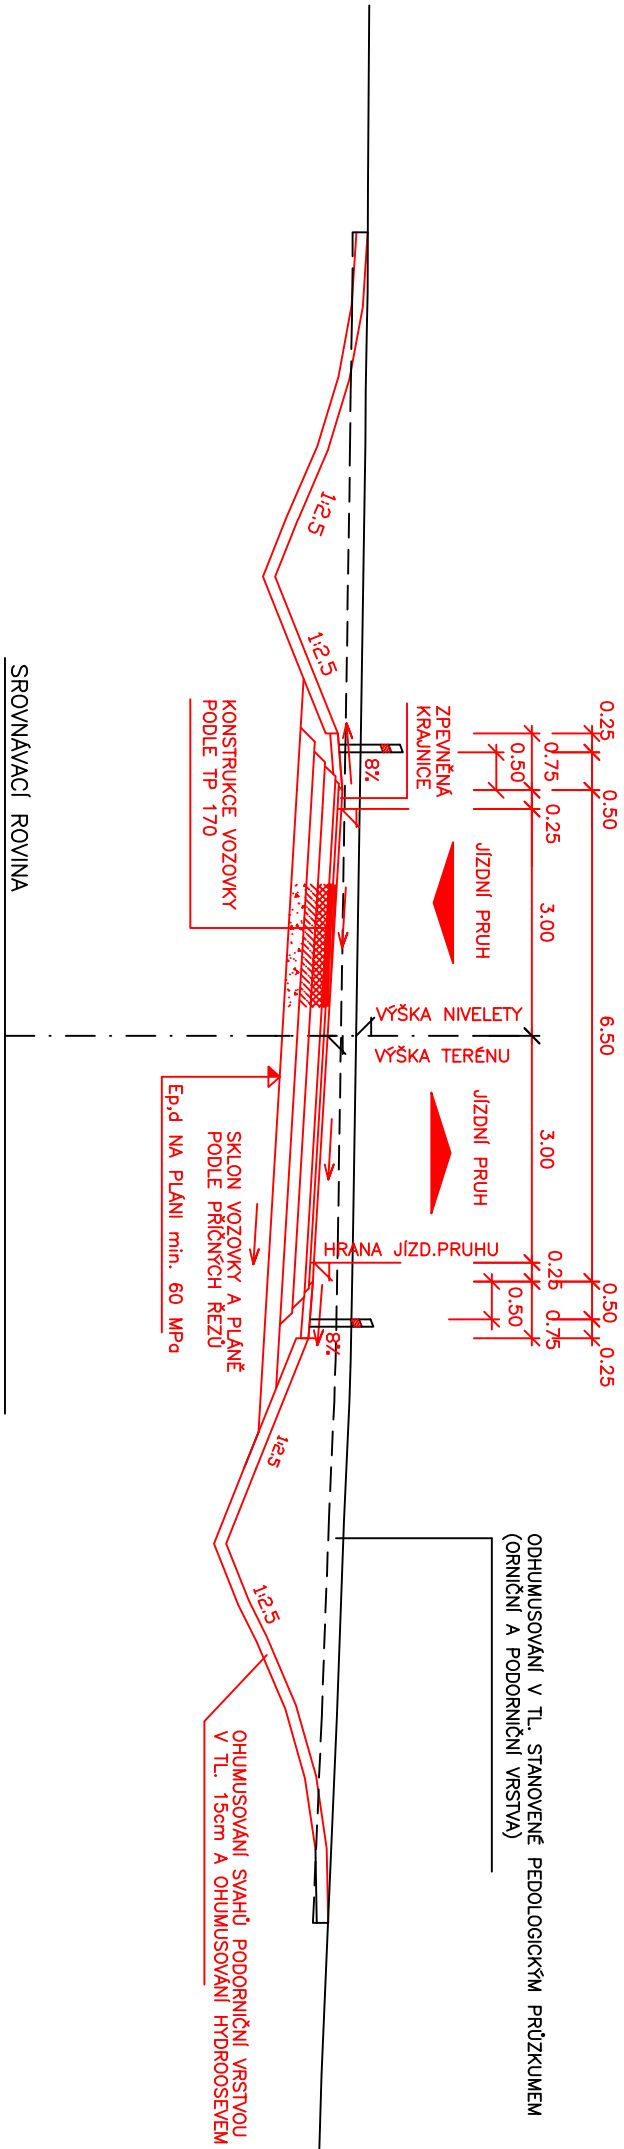 0.25
0.50
6.50
0.50
0.25
0.75
0.25
3.00
3.00
0.25
0.75
0.50
0.50
JÍZDNÍ PRUH
JÍZDNÍ PRUH
ZPEVNĚNÁ
KRAJNICE
8%
8%
VÝŠKA NIVELETY
VÝŠKA TERÉNU
HRANA JÍZD.PRUHU
ODHUMUSOVÁNÍ V TL. STANOVENÉ PEDOLOGICKÝM PRŮZKUMEM
(ORNIČNÍ A PODORNIČNÍ VRSTVA)
1:2.5
1:2.5
1:2.5
1:2.5
KONSTRUKCE VOZOVKY
PODLE TP 170
SKLON VOZOVKY A PLÁNĚ
PODLE PŘÍČNÝCH ŘEZŮ
Ep,d NA PLÁNI min. 60 MPa
OHUMUSOVÁNÍ SVAHŮ PODORNIČNÍ VRSTVOU
V TL. 15cm A OHUMUSOVÁNÍ HYDROOSEVEM
SROVNÁVACÍ ROVINA